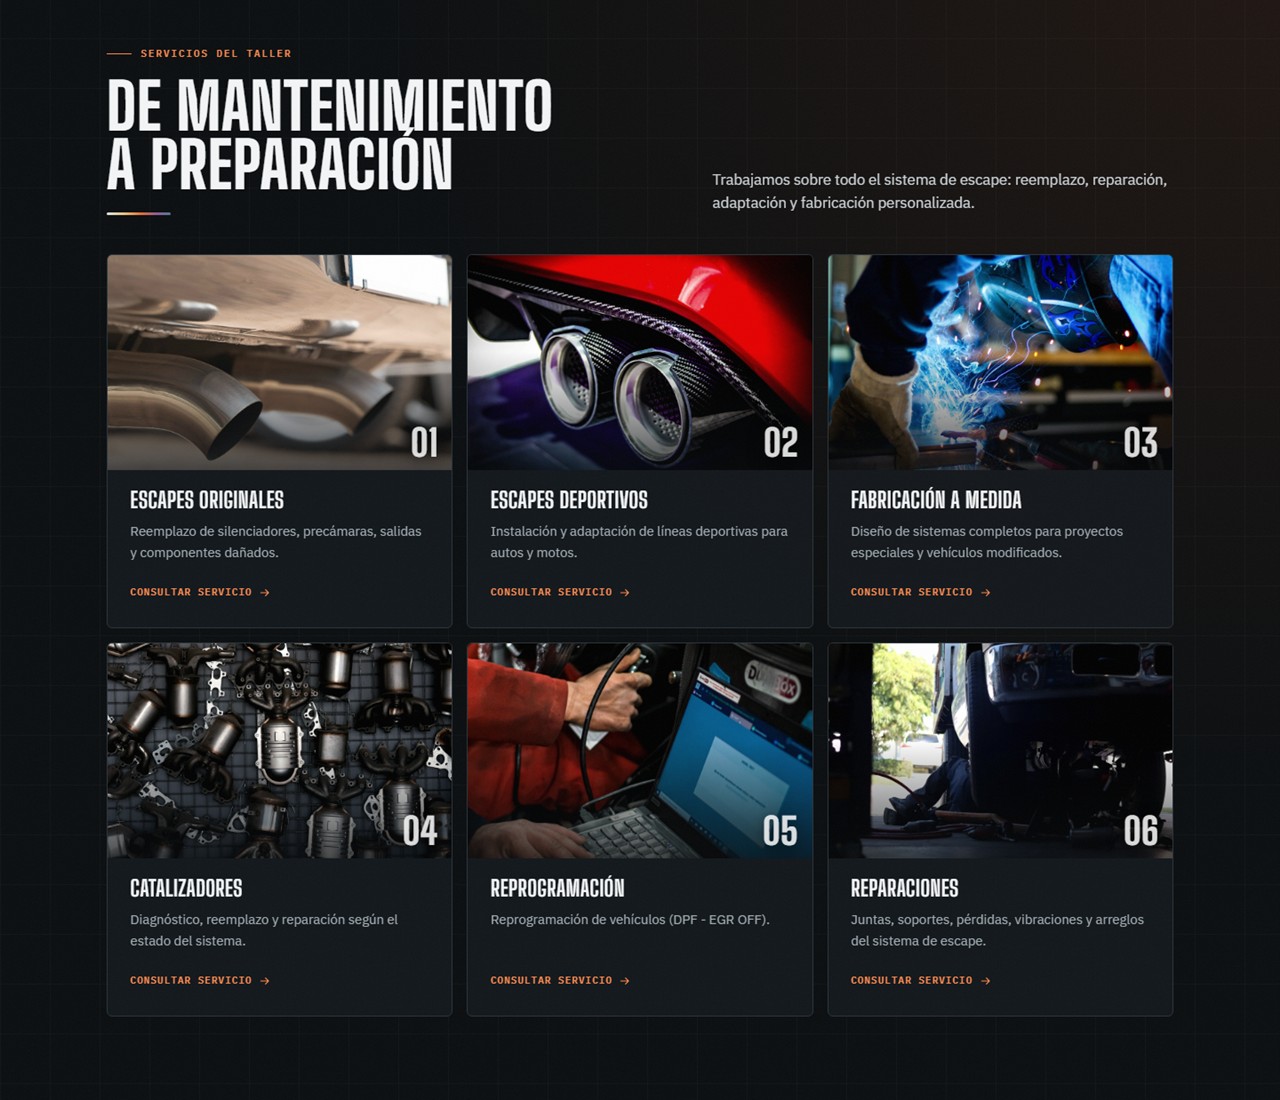 SERVICIOS DEL TALLER
DE MANTENIMIENTO
A PREPARACIÓN
Trabajamos sobre todo el sistema de escape: reemplazo, reparación,
adaptación y fabricación personalizada.
01
02
03
ESCAPES ORIGINALES
Reemplazo de silenciadores, precámaras, salidas
y componentes dañados.
CONSULTAR SERVICIO →
ESCAPES DEPORTIVOS
Instalación y adaptación de líneas deportivas para
autos y motos.
CONSULTAR SERVICIO →
FABRICACIÓN A MEDIDA
Diseño de sistemas completos para proyectos
especiales y vehículos modificados.
CONSULTAR SERVICIO →
04
05
06
CATALIZADORES
Diagnóstico, reemplazo y reparación según el
estado del sistema.
CONSULTAR SERVICIO →
REPROGRAMACIÓN
Reprogramación de vehículos (DPF - EGR OFF).
CONSULTAR SERVICIO →
REPARACIONES
Juntas, soportes, pérdidas, vibraciones y arreglos
del sistema de escape.
CONSULTAR SERVICIO →